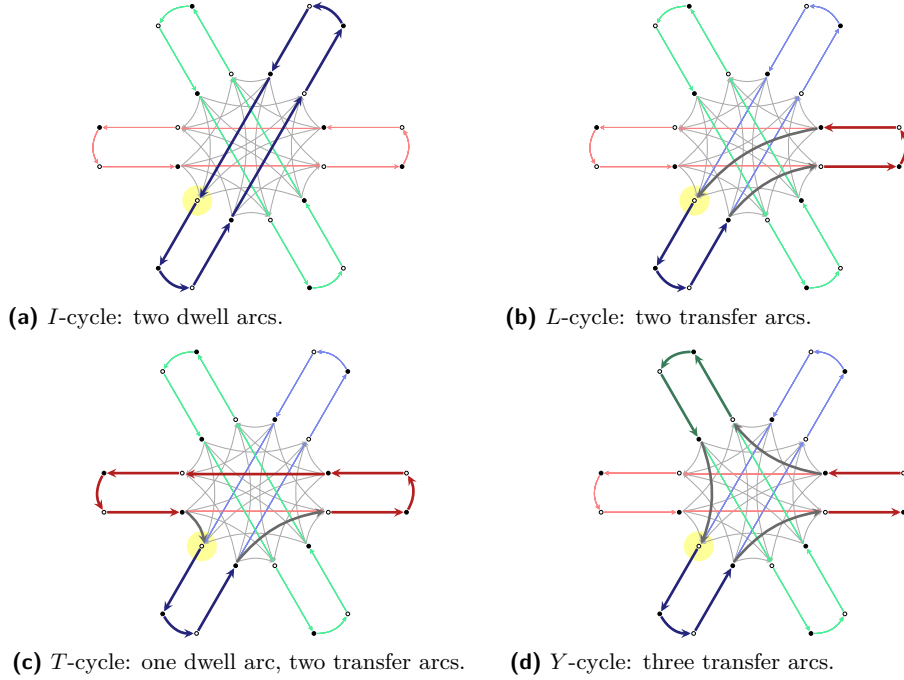 (a) I-cycle: two dwell arcs.
(b) L-cycle: two transfer arcs.
(c) T-cycle: one dwell arc, two transfer arcs.
(d) Y-cycle: three transfer arcs.